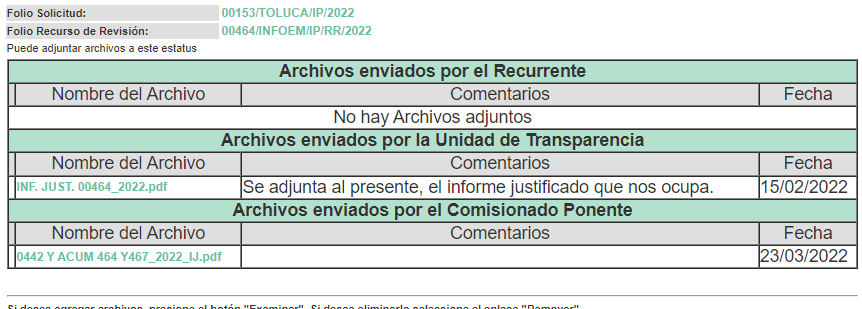 Folio Solicitud: 00153/TOLUCA/IP/2022
Folio Recurso de Revisión: 00464/INFOEM/IP/RR/2022
Puede adjuntar archivos a este estatus
Archivos enviados por el Recurrente
Nombre del Archivo Comentarios Fecha
No hay Archivos adjuntos
Archivos enviados por la Unidad de Transparencia
Nombre del Archivo Comentarios Fecha
INF. JUST. 00464_2022.pdf Se adjunta al presente, el informe justificado que nos ocupa. 15/02/2022
Archivos enviados por el Comisionado Ponente
Nombre del Archivo Comentarios Fecha
0442 Y ACUM 464 Y467_2022_IJ.pdf 23/03/2022
Si desea agregar archivos, presione el botón "Examinar". Si desea eliminarlo seleccione el enlace "Remover"